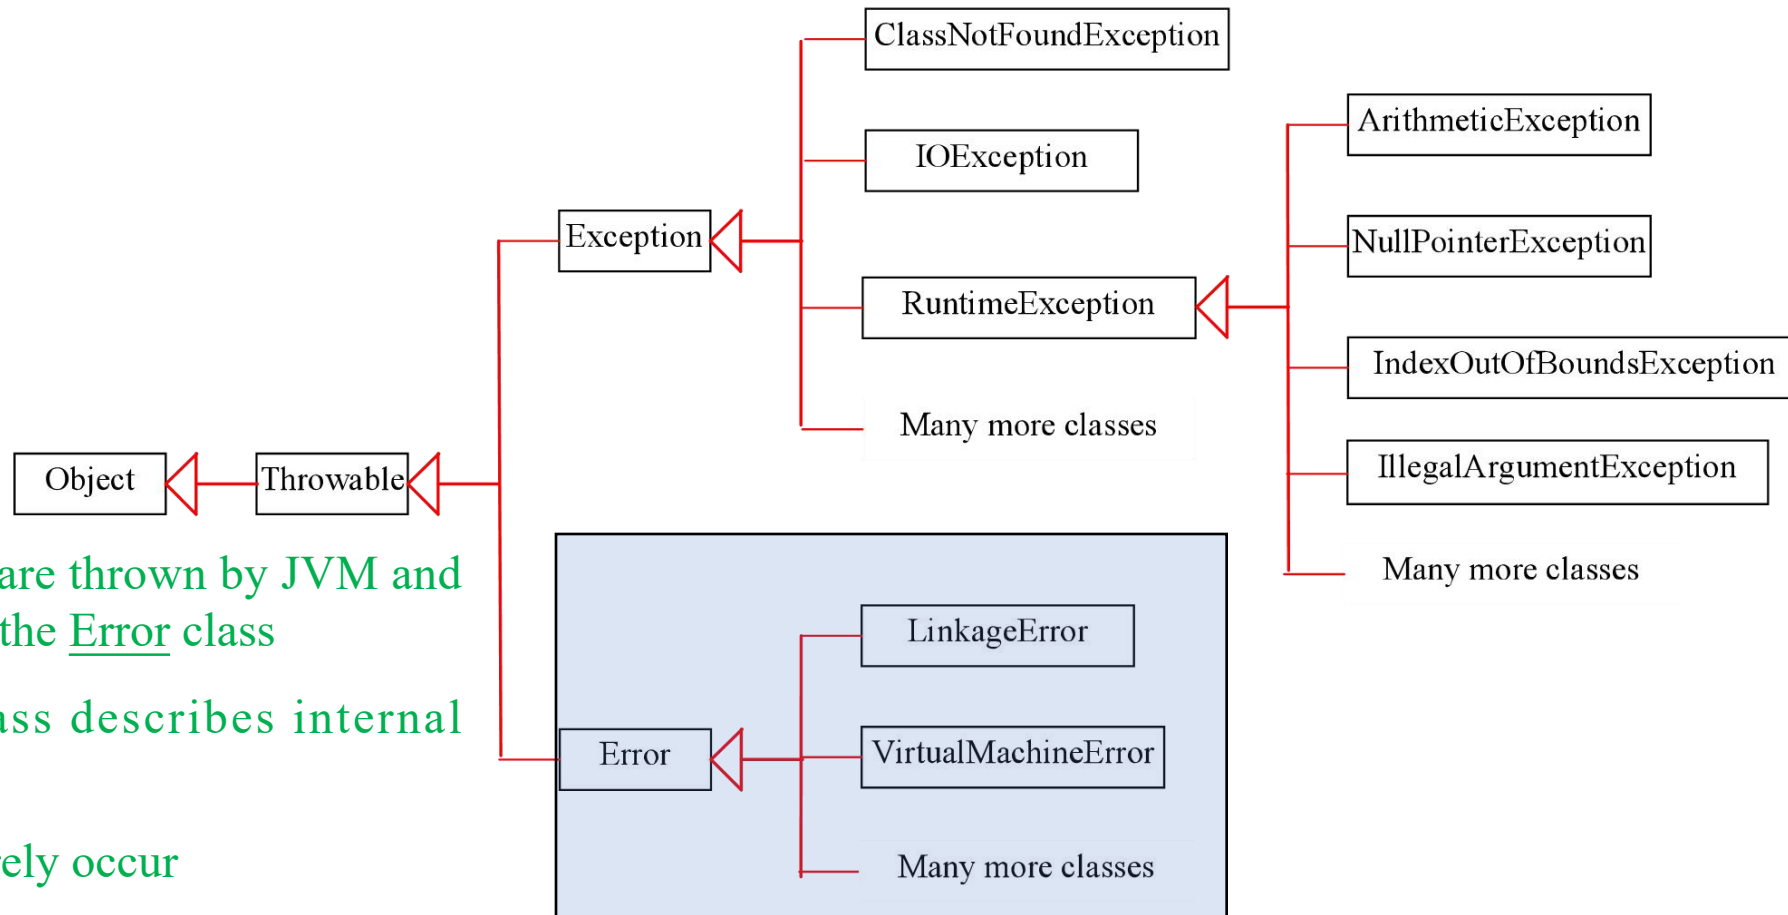 ClassNotFoundException
ArithmeticException
IOException
NullPointerException
Exception
RuntimeException
IndexOutOfBoundsException
Many more classes
IllegalArgumentException
Object
Throwable
Many more classes
are thrown by JVM and
the Error class
LinkageError
ass describes internal
Error
VirtualMachineError
rely occur
Many more classes